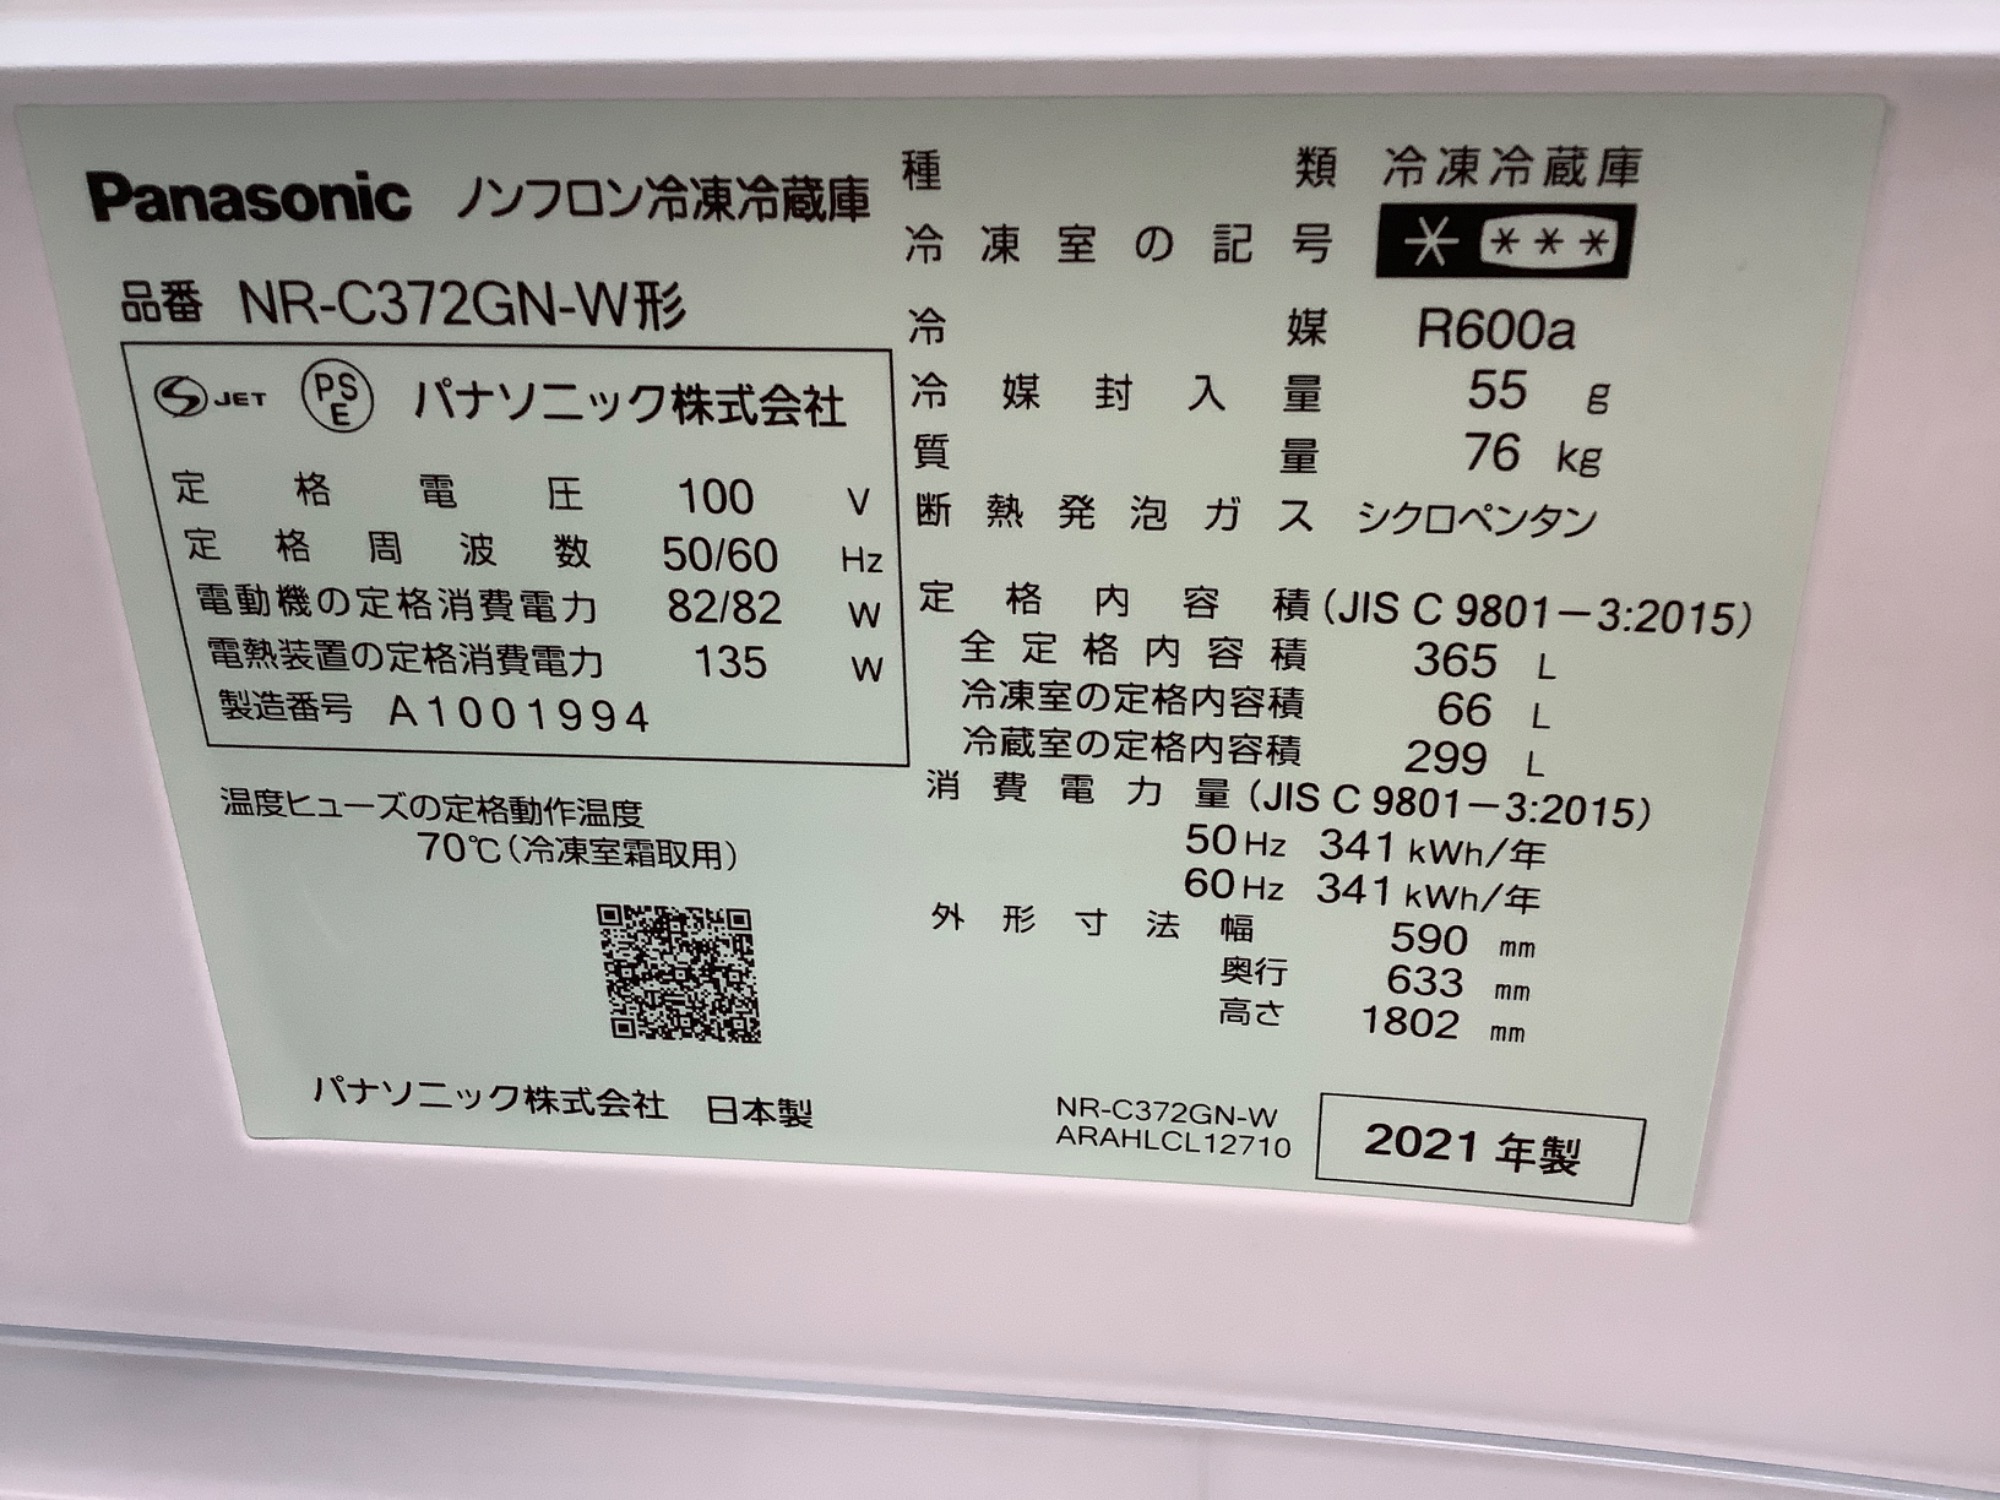 Panasonic ノンフロン冷凍冷蔵庫
品番 NR-C372GN-W形
S JET PSE パナソニック株式会社
定格電圧 100 V
定格周波数 50/60 Hz
電動機の定格消費電力 82/82 W
電熱装置の定格消費電力 135 W
製造番号 A1001994
温度ヒューズの定格動作温度
70℃(冷凍室霜取用)
パナソニック株式会社 日本製
種類 冷凍冷蔵庫
冷凍室の記号 * ***
冷媒 R600a
冷媒封入量 55 g
質量 76 kg
断熱発泡ガス シクロペンタン
定格内容積(JIS C 9801-3:2015)
全定格内容積 365 L
冷凍室の定格内容積 66 L
冷蔵室の定格内容積 299 L
消費電力量(JIS C 9801-3:2015)
50Hz 341 kWh/年
60Hz 341 kWh/年
外形寸法 幅 590 mm
奥行 633 mm
高さ 1802 mm
NR-C372GN-W
ARAHLCL12710
2021 年製